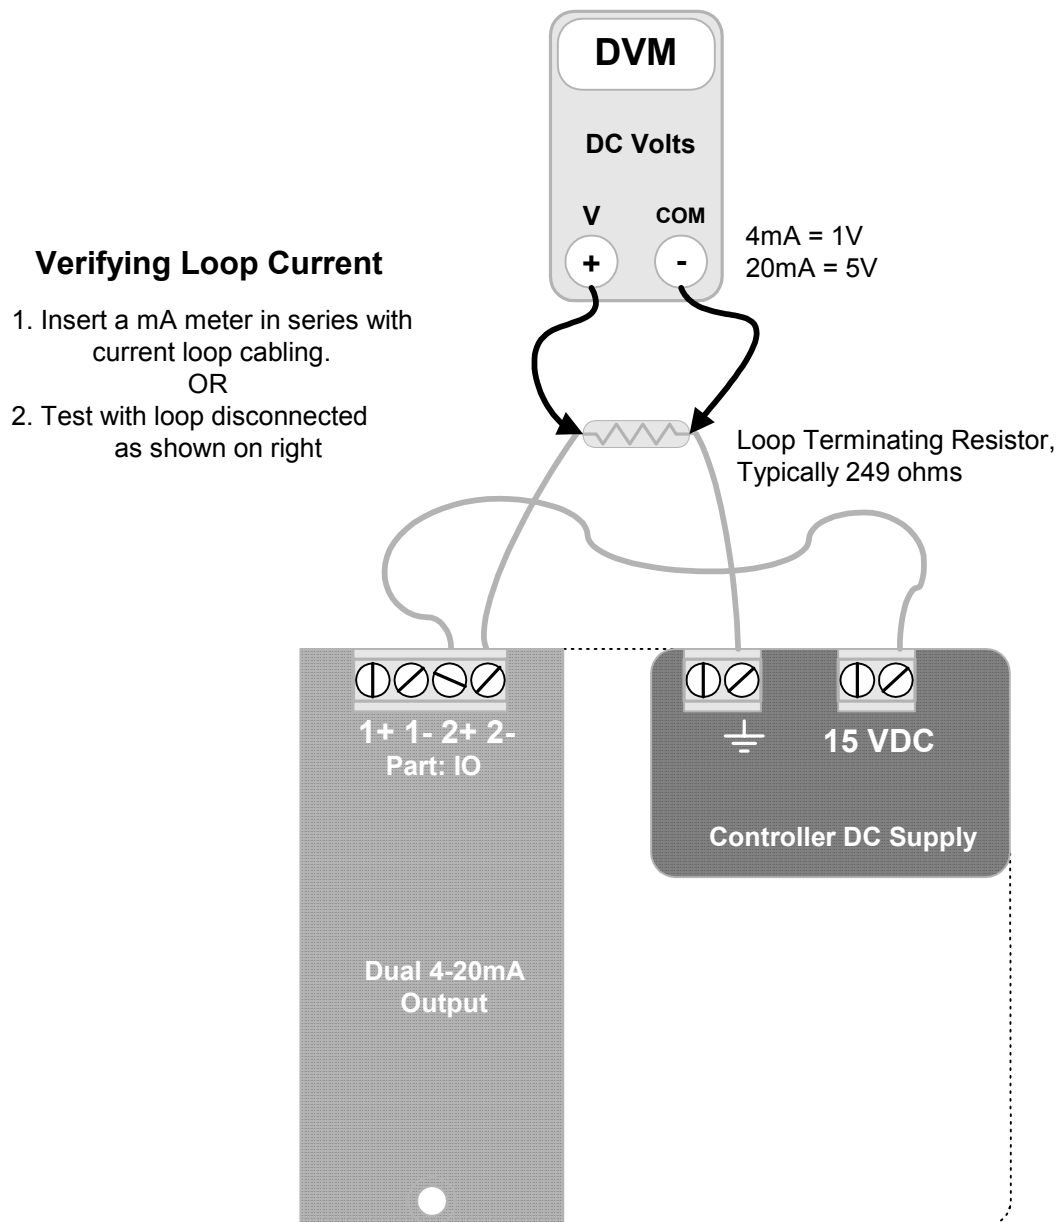 DVM
DC Volts
V COM
+ -
4mA = 1V
20mA = 5V
Verifying Loop Current
1. Insert a mA meter in series with
current loop cabling.
OR
2. Test with loop disconnected
as shown on right
Loop Terminating Resistor,
Typically 249 ohms
1+ 1- 2+ 2-
Part: IO
15 VDC
Controller DC Supply
Dual 4-20mA
Output